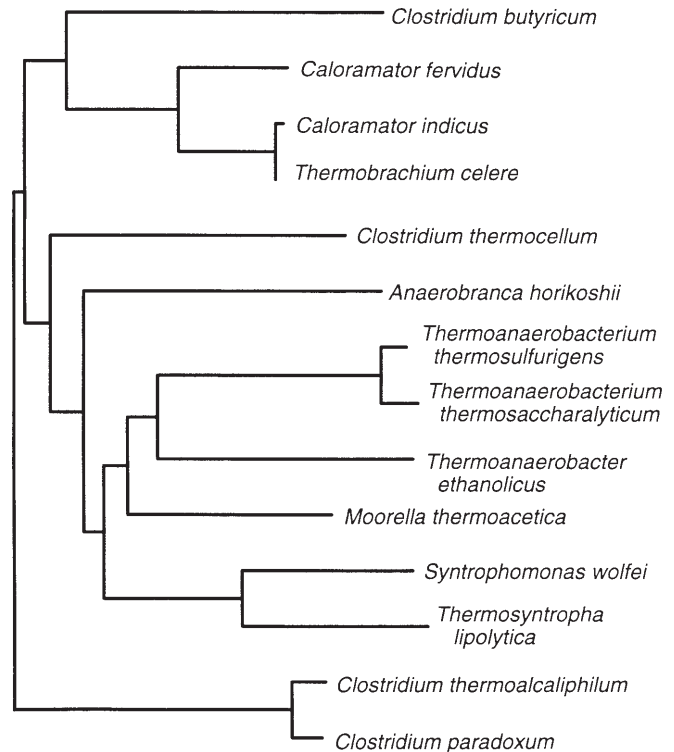 Clostridium butyricum
Caloramator fervidus
Caloramator indicus
Thermobrachium celere
Clostridium thermocellum
Anaerobranca horikoshii
Thermoanaerobacterium
thermosulfurigens
Thermoanaerobacterium
thermosaccharalyticum
Thermoanaerobacter
ethanolicus
Moorella thermoacetica
Syntrophomonas wolfei
Thermosyntropha
lipolytica
Clostridium thermoalcaliphilum
Clostridium paradoxum